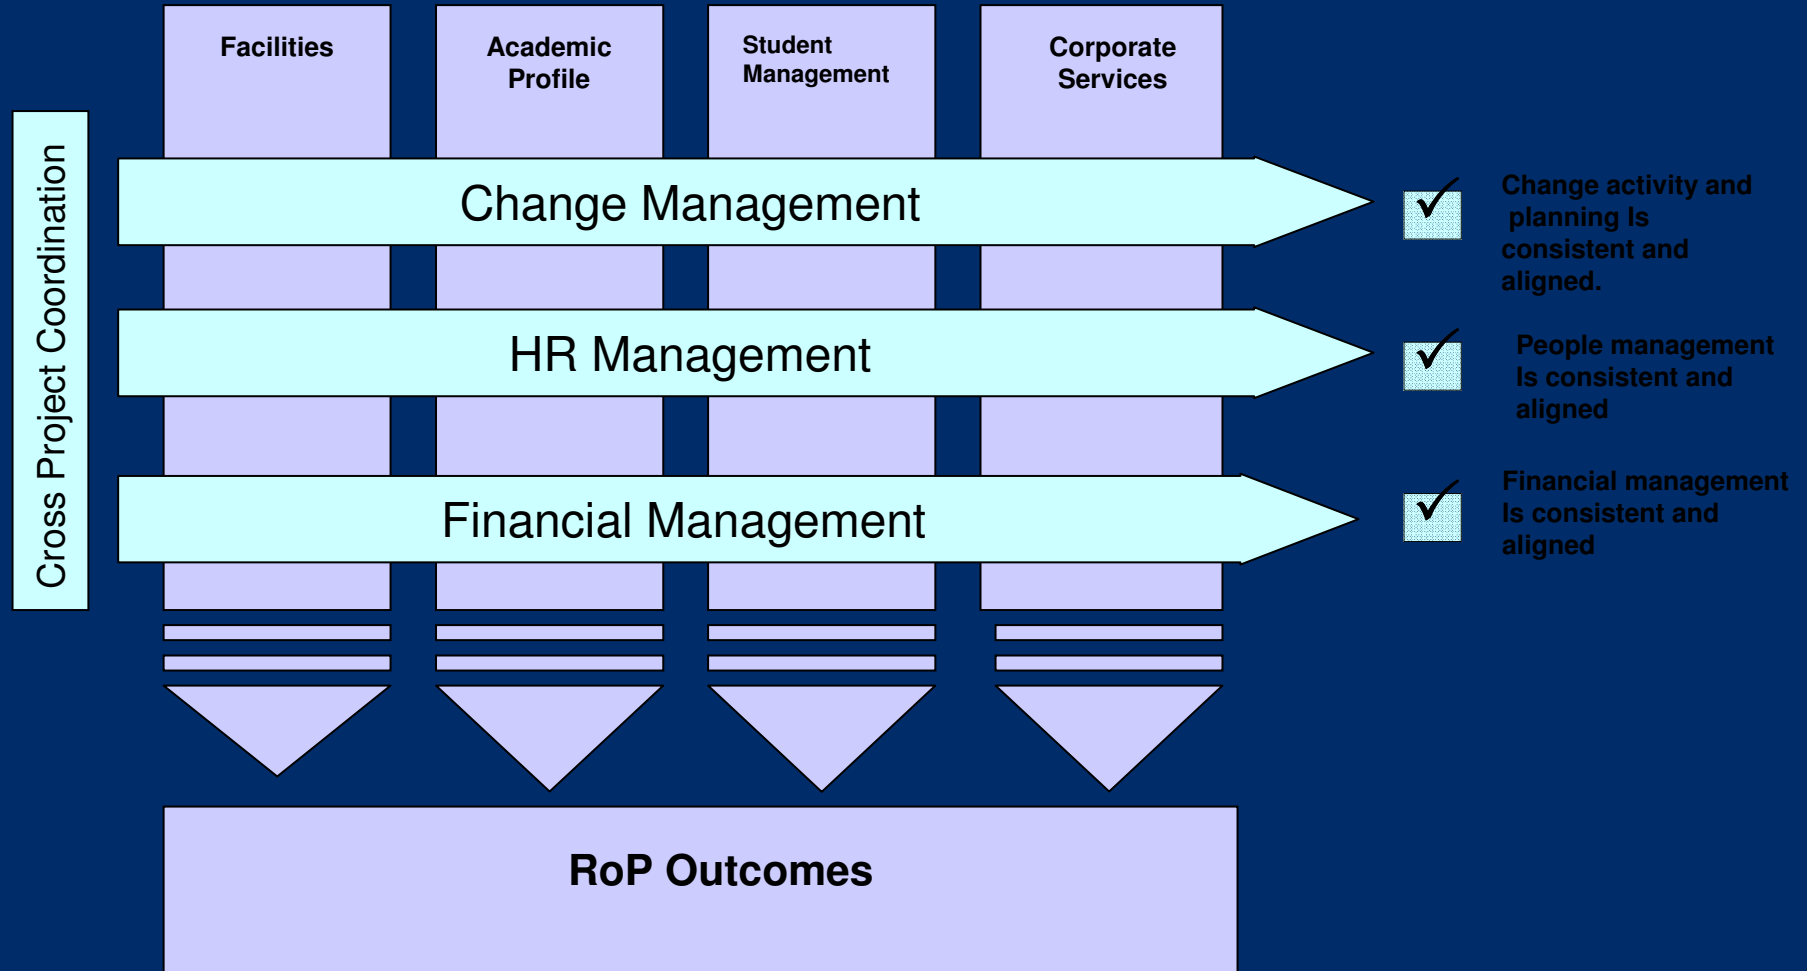 Facilities
Academic
Profile
Student
Management
Corporate
Services
Cross Project Coordination
Change Management
Change activity and
planning Is
consistent and
aligned.
HR Management
People management
Is consistent and
aligned
Financial Management
Financial management
Is consistent and
aligned
RoP Outcomes